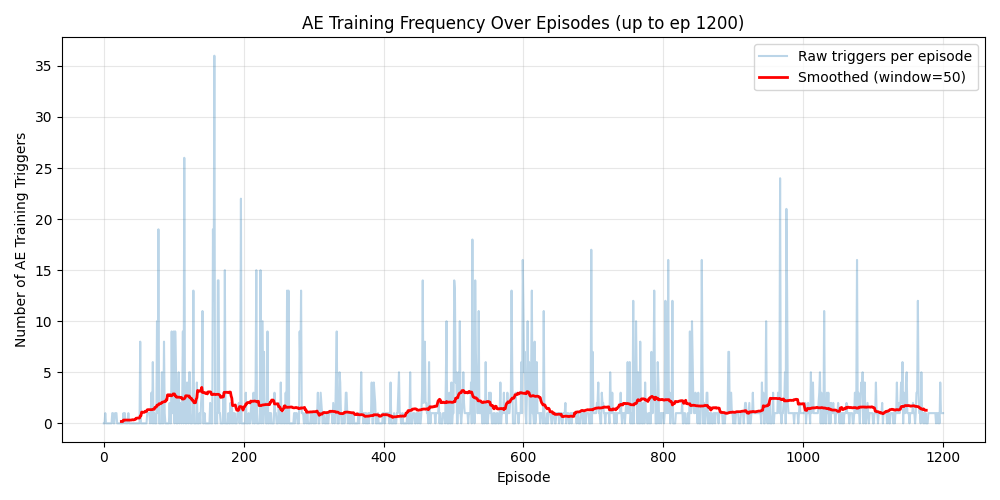 AE Training Frequency Over Episodes (up to ep 1200)
Raw triggers per episode
Smoothed (window=50)
Number of AE Training Triggers
35
30
25
20
15
10
5
0
0 200 400 600 800 1000 1200
Episode